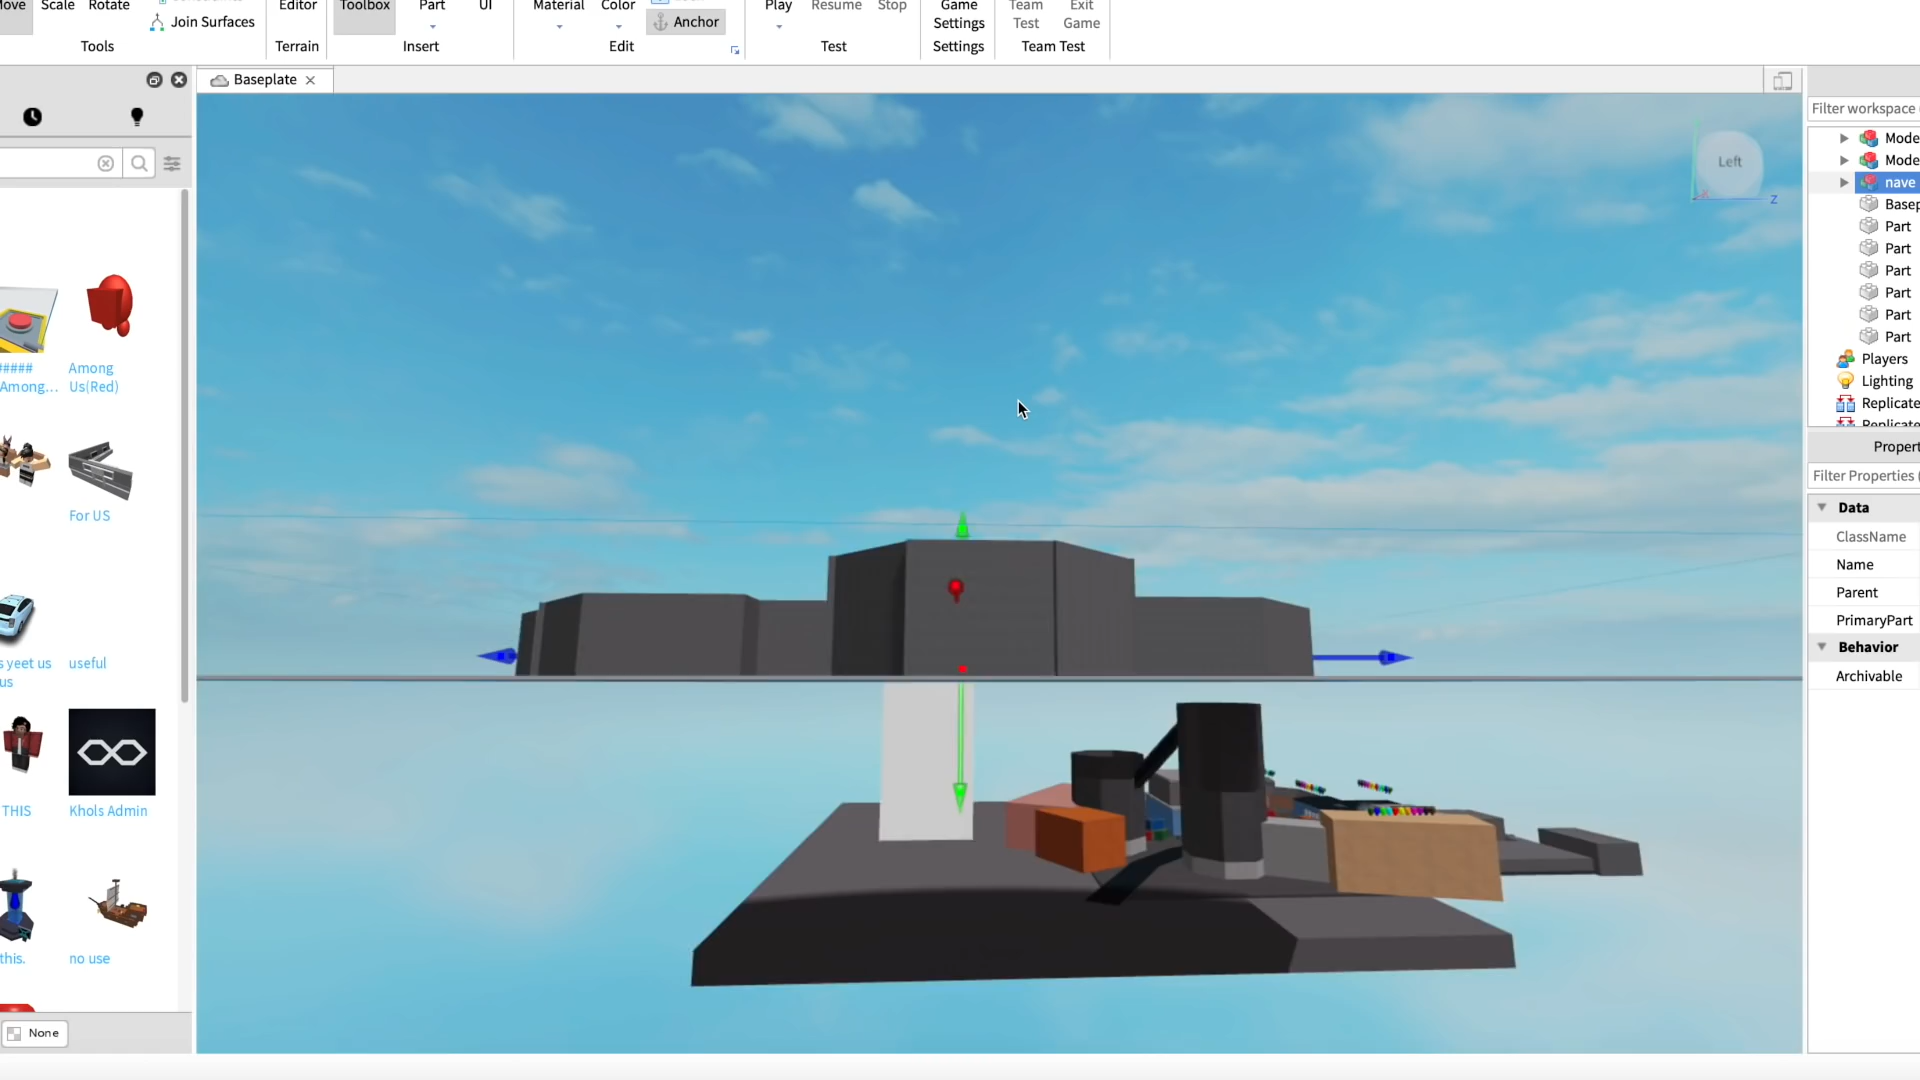 Move Scale Rotate
Join Surfaces
Tools
Editor
Terrain
Toolbox Part UI
Insert
Material Color
Anchor
Edit
Play Resume Stop
Test
Game
Settings
Settings
Team
Test
Exit
Game
Team Test
Baseplate
Left
Z
#####
Among...
Among
Us(Red)
For US
s yeet us
us
useful
THIS
Khols Admin
this.
no use
None
Filter workspace (
Mode
Mode
nave
Basep
Part
Part
Part
Part
Part
Part
Players
Lighting
Replicate
Propert
Filter Properties (
Data
ClassName
Name
Parent
PrimaryPart
Behavior
Archivable